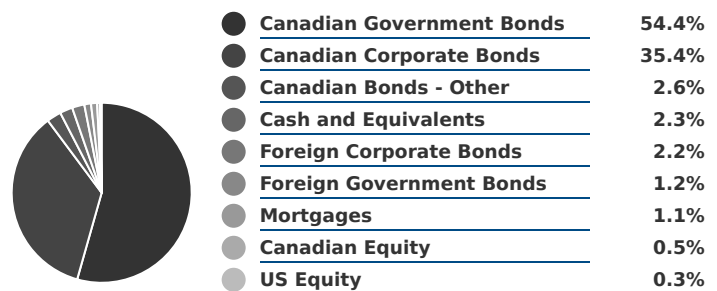 Canadian Government Bonds 54.4%
Canadian Corporate Bonds 35.4%
Canadian Bonds - Other 2.6%
Cash and Equivalents 2.3%
Foreign Corporate Bonds 2.2%
Foreign Government Bonds 1.2%
Mortgages 1.1%
Canadian Equity 0.5%
US Equity 0.3%